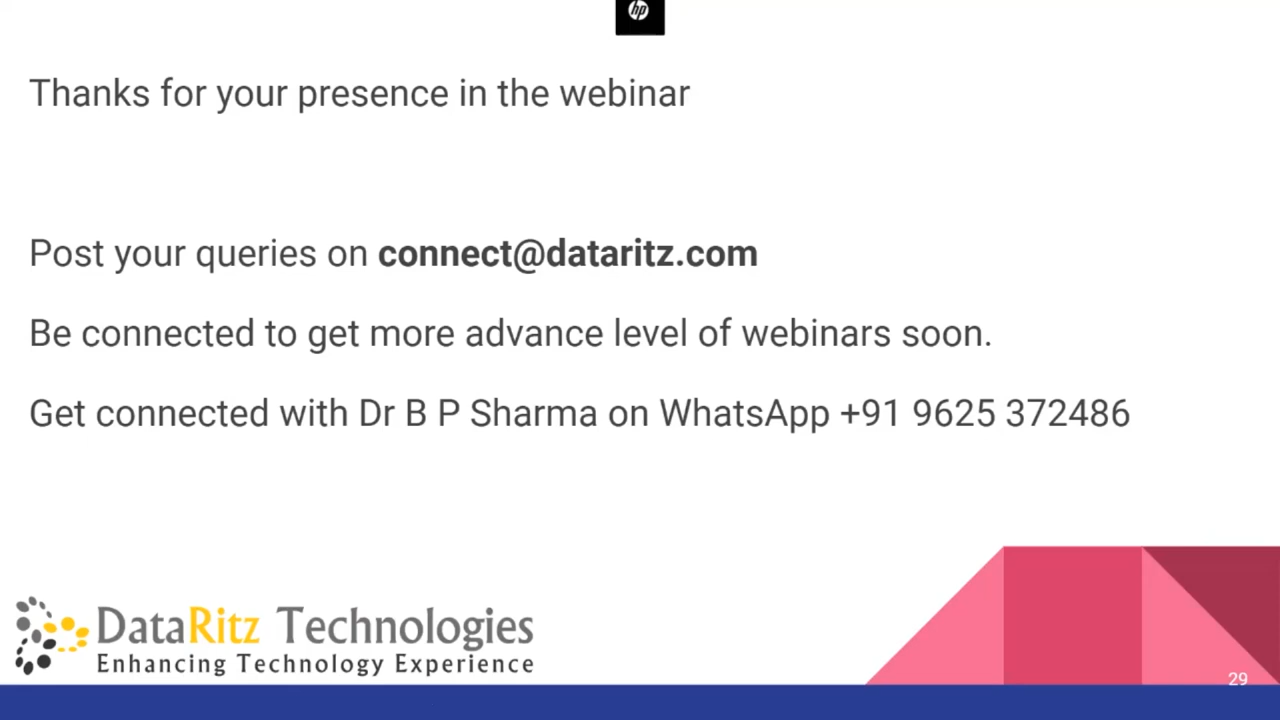 hp
Thanks for your presence in the webinar
Post your queries on connect@dataritz.com
Be connected to get more advance level of webinars soon.
Get connected with Dr B P Sharma on WhatsApp +91 9625 372486
DataRitz Technologies
Enhancing Technology Experience
29